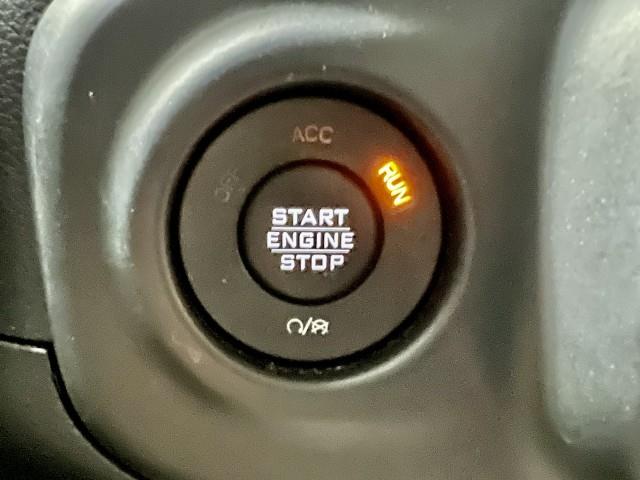 ACC
OFF
RUN
START
ENGINE
STOP